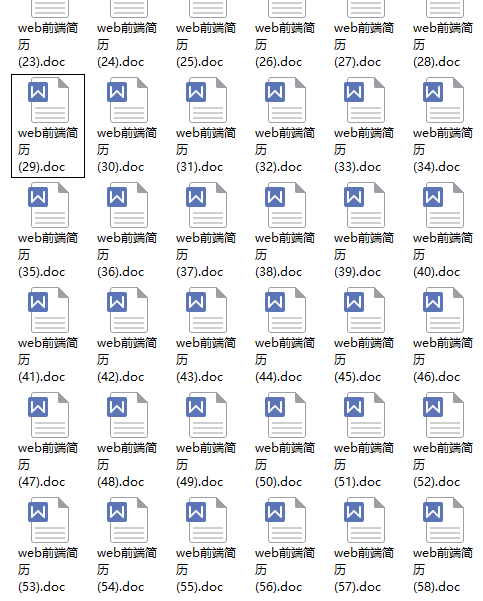 web前端简 web前端简 web前端简 web前端简 web前端简 web前端简
历 历 历 历 历 历
(23).doc (24).doc (25).doc (26).doc (27).doc (28).doc
web前端简 web前端简 web前端简 web前端简 web前端简 web前端简
历 历 历 历 历 历
(29).doc (30).doc (31).doc (32).doc (33).doc (34).doc
web前端简 web前端简 web前端简 web前端简 web前端简 web前端简
历 历 历 历 历 历
(35).doc (36).doc (37).doc (38).doc (39).doc (40).doc
web前端简 web前端简 web前端简 web前端简 web前端简 web前端简
历 历 历 历 历 历
(41).doc (42).doc (43).doc (44).doc (45).doc (46).doc
web前端简 web前端简 web前端简 web前端简 web前端简 web前端简
历 历 历 历 历 历
(47).doc (48).doc (49).doc (50).doc (51).doc (52).doc
web前端简 web前端简 web前端简 web前端简 web前端简 web前端简
历 历 历 历 历 历
(53).doc (54).doc (55).doc (56).doc (57).doc (58).doc